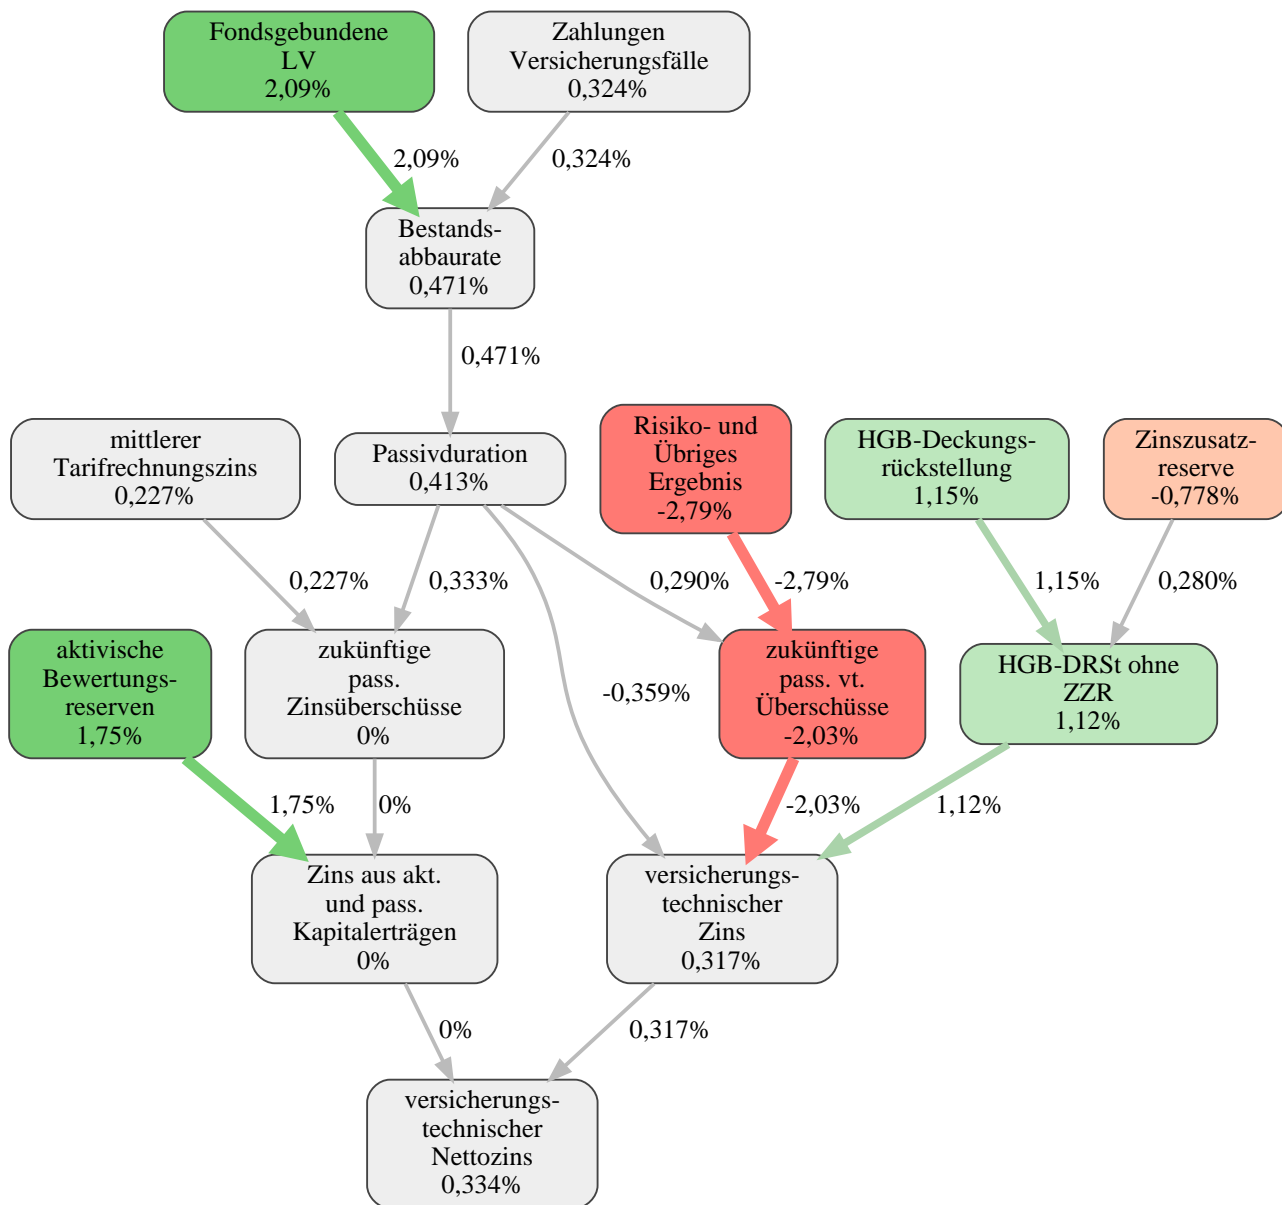 Fondsgebundene
LV
2,09%
Zahlungen
Versicherungsfälle
0,324%
2,09%
0,324%
Bestands-
abbaurate
0,471%
0,471%
mittlerer
Tarifrechnungszins
0,227%
Passivduration
0,413%
Risiko- und
Übriges
Ergebnis
-2,79%
HGB-Deckungs-
rückstellung
1,15%
Zinszusatz-
reserve
-0,778%
0,227%
0,333%
0,290%
-2,79%
1,15%
0,280%
aktivische
Bewertungs-
reserven
1,75%
zukünftige
pass.
Zinsüberschüsse
0%
-0,359%
zukünftige
pass. vt.
Überschüsse
-2,03%
HGB-DRSt ohne
ZZR
1,12%
1,75%
0%
-2,03%
1,12%
Zins aus akt.
und pass.
Kapitalerträgen
0%
versicherungs-
technischer
Zins
0,317%
0%
0,317%
versicherungs-
technischer
Nettozins
0,334%